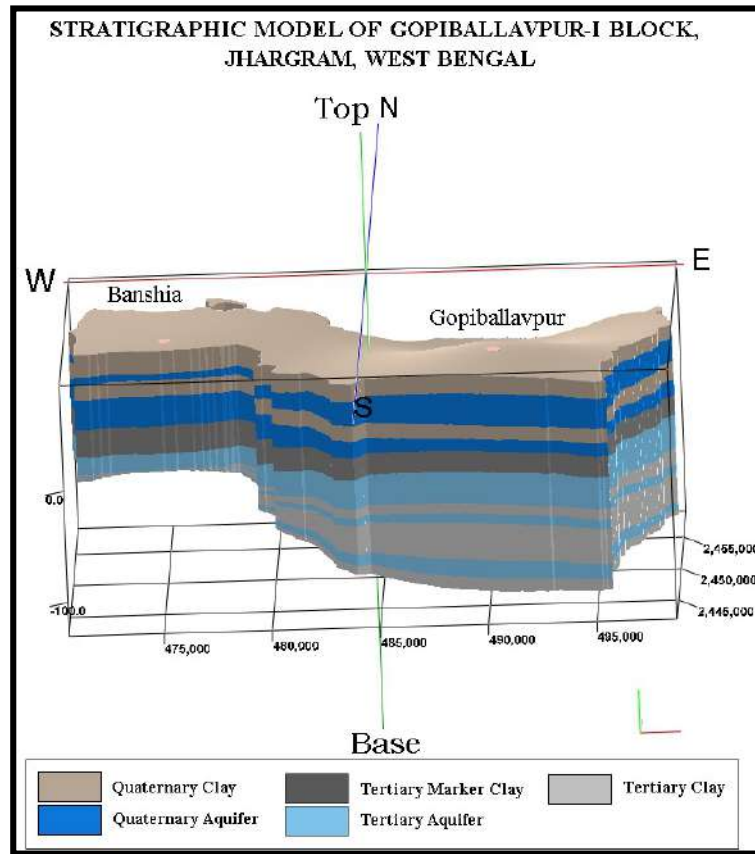 STRATIGRAPHIC MODEL OF GOPIBALLAVPUR-I BLOCK,
JHARGRAM, WEST BENGAL
Top N
W
E
Banshia
Gopiballavpur
S
0.0
-100.0
2,455,000
2,450,000
2,445,000
475,000
480,000
485,000
490,000
495,000
Base
Quaternary Clay
Tertiary Marker Clay
Tertiary Clay
Quaternary Aquifer
Tertiary Aquifer